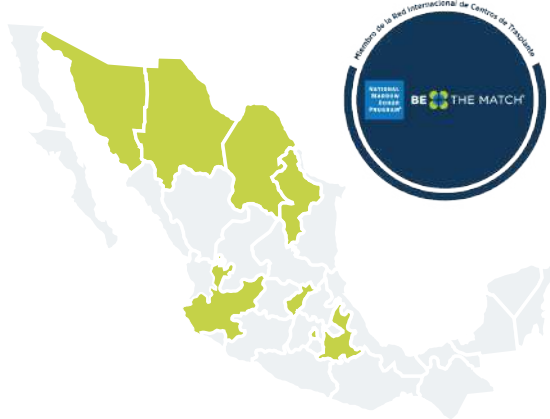 Miembro de la Red Internacional de Centros de Trasplante
NATIONAL
MARROW
DONOR
PROGRAM®
BE THE MATCH®